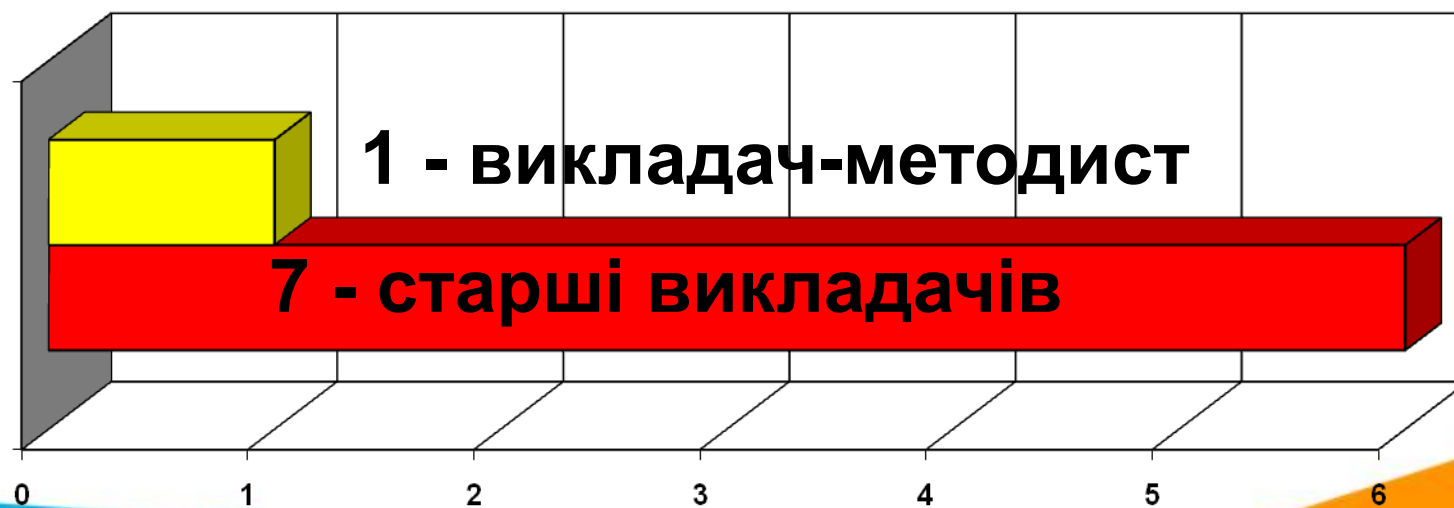 1 - викладач-методист
7 - старші викладачів
0 1 2 3 4 5 6